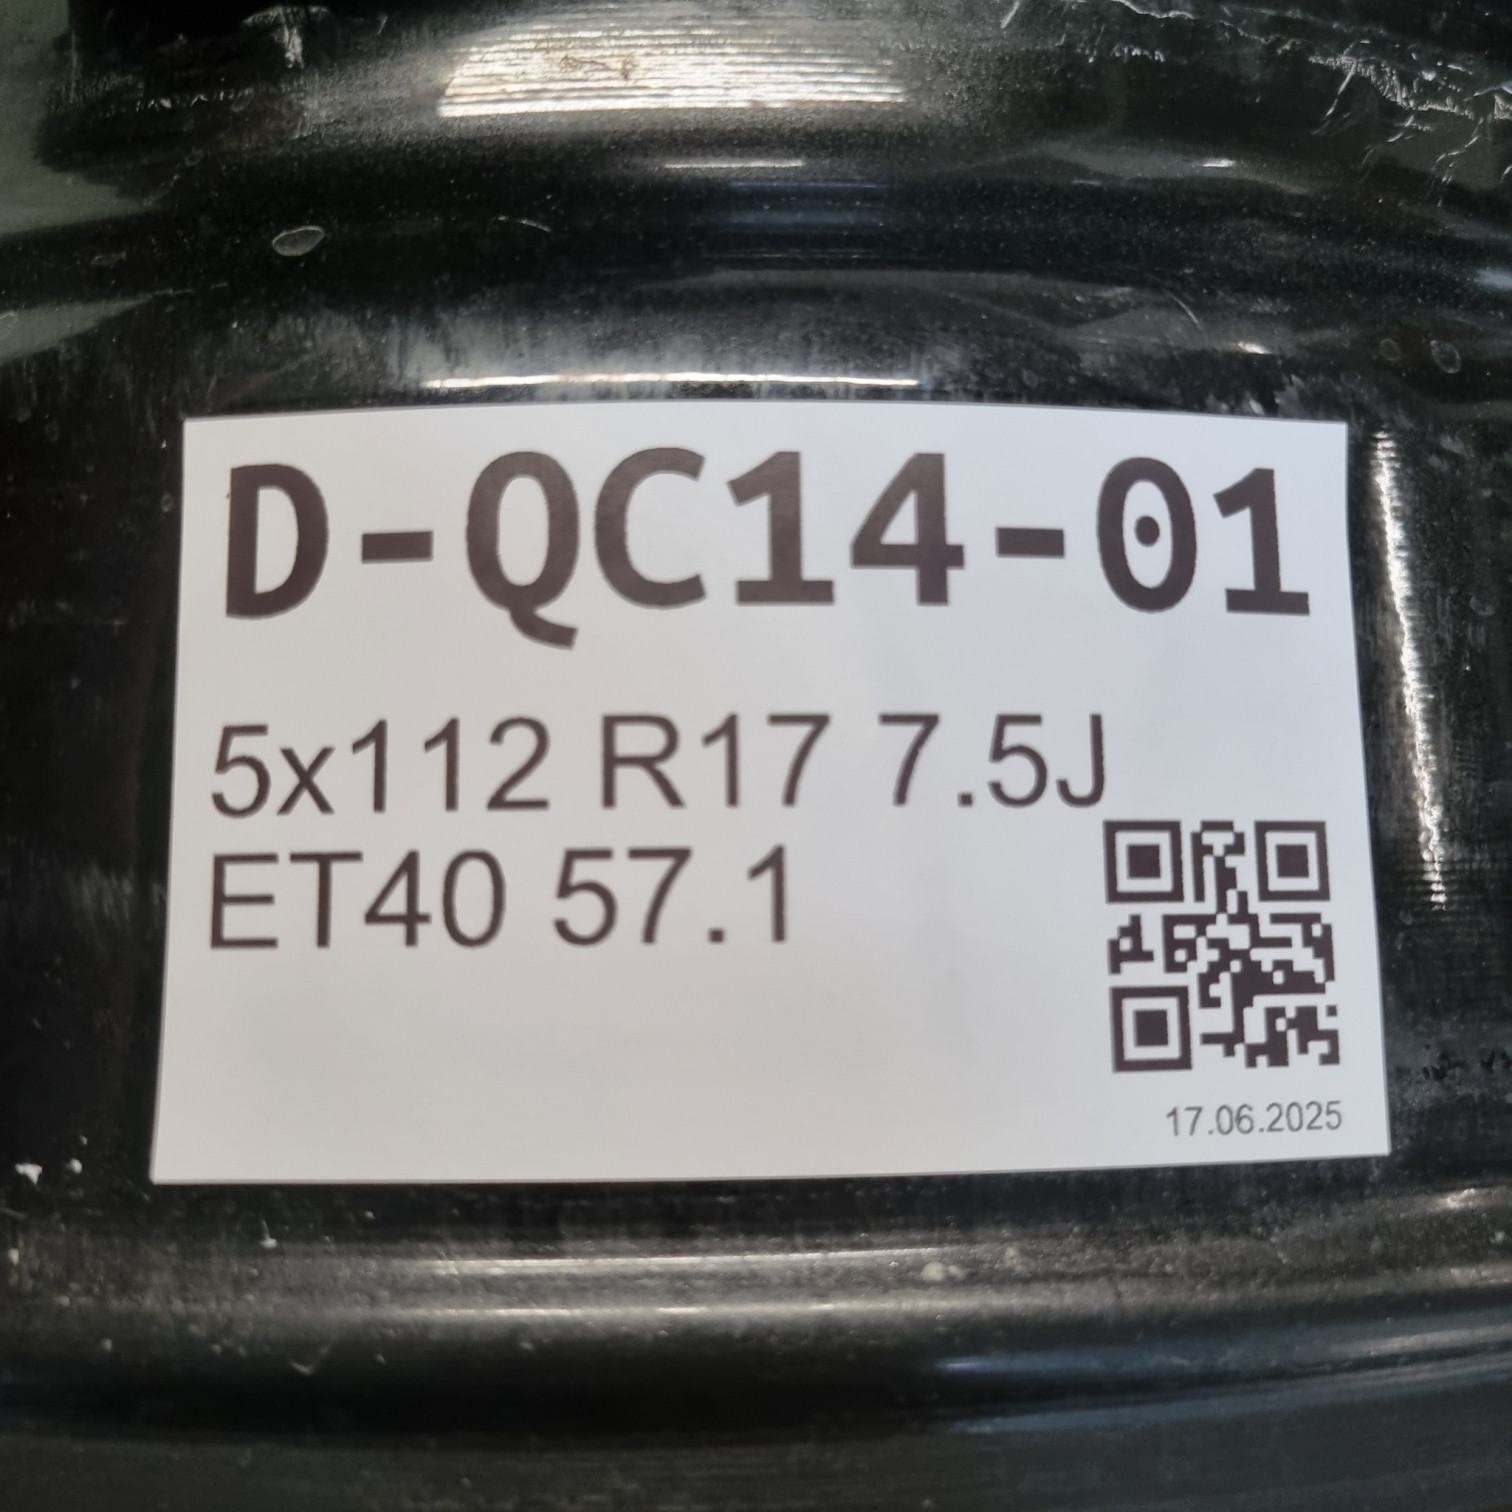 D-QC14-01
5x112 R17 7.5J
ET40 57.1
17.06.2025